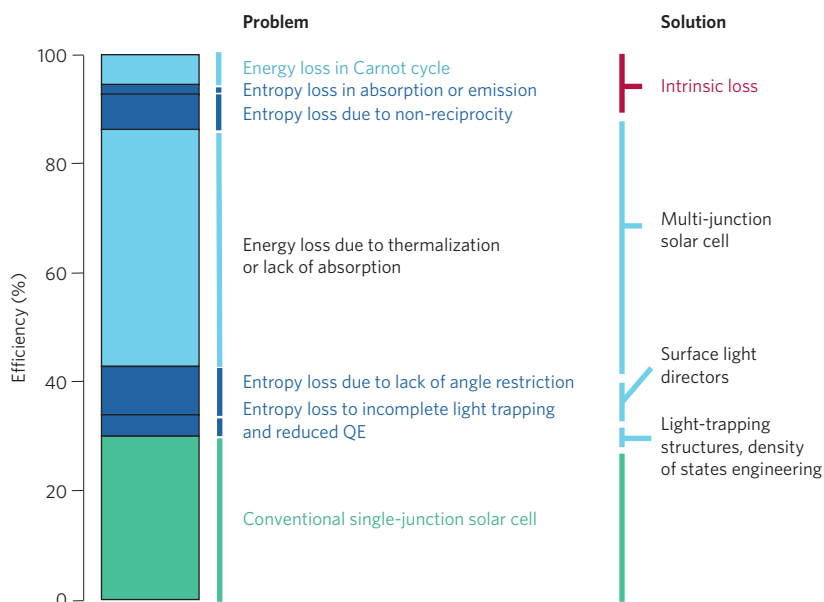 Problem
Solution
100
80
60
40
20
0
Efficiency (%)
Energy loss in Carnot cycle
Entropy loss in absorption or emission
Entropy loss due to non-reciprocity
Energy loss due to thermalization
or lack of absorption
Entropy loss due to lack of angle restriction
Entropy loss to incomplete light trapping
and reduced QE
Conventional single-junction solar cell
Intrinsic loss
Multi-junction
solar cell
Surface light
directors
Light-trapping
structures, density
of states engineering